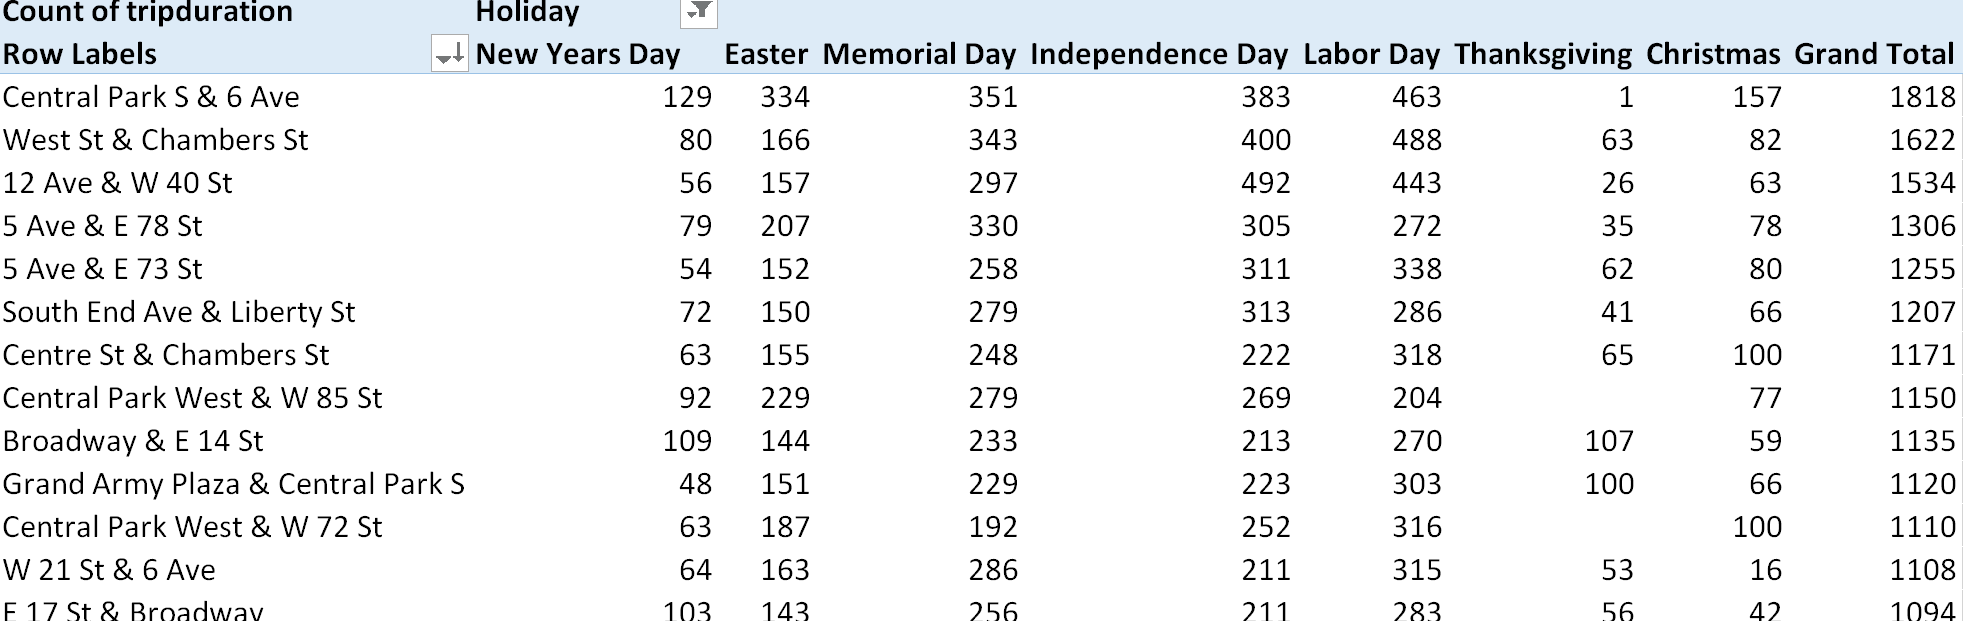 Count of tripduration Holiday
Row Labels New Years Day Easter Memorial Day Independence Day Labor Day Thanksgiving Christmas Grand Total
Central Park S & 6 Ave 129 334 351 383 463 1 157 1818
West St & Chambers St 80 166 343 400 488 63 82 1622
12 Ave & W 40 St 56 157 297 492 443 26 63 1534
5 Ave & E 78 St 79 207 330 305 272 35 78 1306
5 Ave & E 73 St 54 152 258 311 338 62 80 1255
South End Ave & Liberty St 72 150 279 313 286 41 66 1207
Centre St & Chambers St 63 155 248 222 318 65 100 1171
Central Park West & W 85 St 92 229 279 269 204 77 1150
Broadway & E 14 St 109 144 233 213 270 107 59 1135
Grand Army Plaza & Central Park S 48 151 229 223 303 100 66 1120
Central Park West & W 72 St 63 187 192 252 316 100 1110
W 21 St & 6 Ave 64 163 286 211 315 53 16 1108
E 17 St & Broadway 103 143 256 211 283 56 42 1094